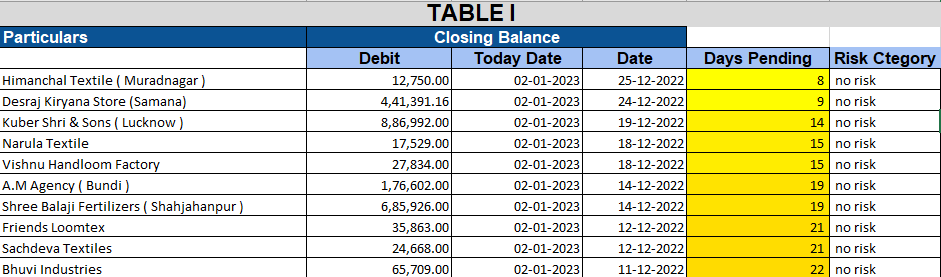 TABLE I
Particulars Closing Balance
Debit Today Date Date Days Pending Risk Ctegory
Himanchal Textile ( Muradnagar ) 12,750.00 02-01-2023 25-12-2022 8 no risk
Desraj Kiryana Store (Samana) 4,41,391.16 02-01-2023 24-12-2022 9 no risk
Kuber Shri & Sons ( Lucknow ) 8,86,992.00 02-01-2023 19-12-2022 14 no risk
Narula Textile 17,529.00 02-01-2023 18-12-2022 15 no risk
Vishnu Handloom Factory 27,834.00 02-01-2023 18-12-2022 15 no risk
A.M Agency ( Bundi ) 1,76,602.00 02-01-2023 14-12-2022 19 no risk
Shree Balaji Fertilizers ( Shahjahanpur ) 6,85,926.00 02-01-2023 14-12-2022 19 no risk
Friends Loomtex 35,863.00 02-01-2023 12-12-2022 21 no risk
Sachdeva Textiles 24,668.00 02-01-2023 12-12-2022 21 no risk
Bhuvi Industries 65,709.00 02-01-2023 11-12-2022 22 no risk